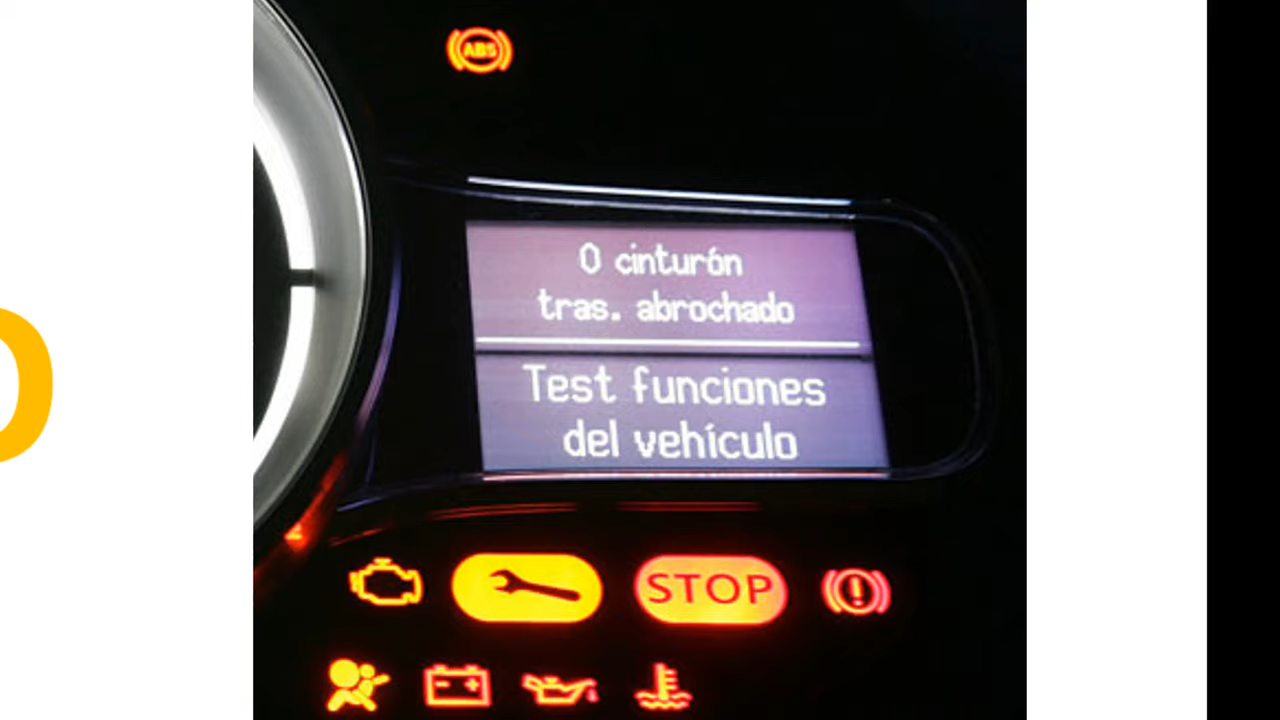 ABS
0 cinturón
tras. abrochado
Test funciones
del vehículo
STOP